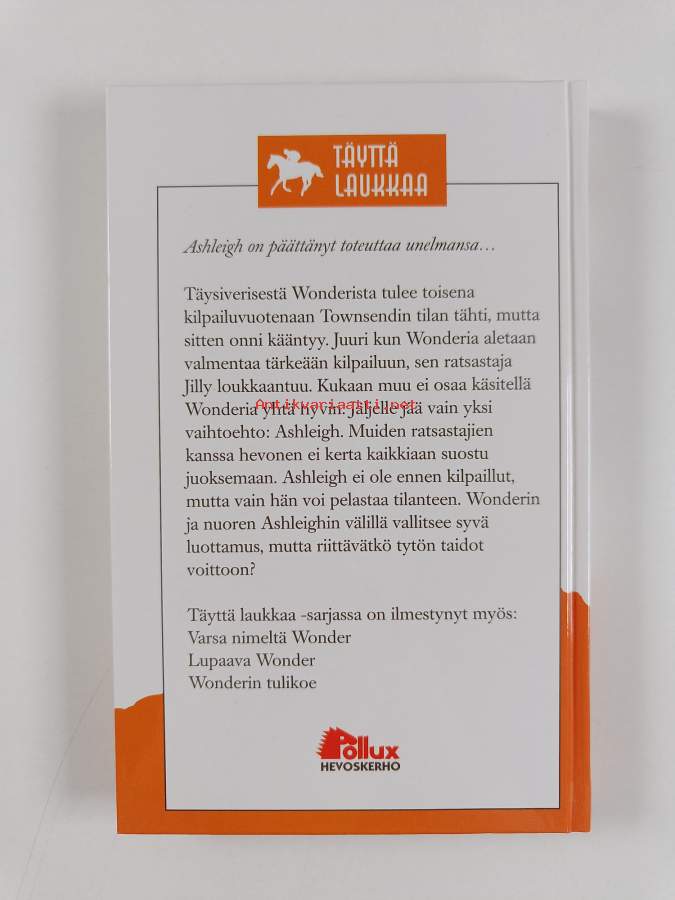 TÄYTTÄ
LAUKKAA
Ashleigh on päättänyt toteuttaa unelmansa…
Täysiverisestä Wonderista tulee toisena
kilpailuvuotenaan Townsendin tilan tähti, mutta
sitten onni kääntyy. Juuri kun Wonderia aletaan
valmentaa tärkeään kilpailuun, sen ratsastaja
Jilly loukkaantuu. Kukaan muu ei osaa käsitellä
Wonderia yhtä hyvin. Jäljelle jää vain yksi
Antikvariaatti.net
vaihtoehto: Ashleigh. Muiden ratsastajien
kanssa hevonen ei kerta kaikkiaan suostu
juoksemaan. Ashleigh ei ole ennen kilpaillut,
mutta vain hän voi pelastaa tilanteen. Wonderin
ja nuoren Ashleighin välillä vallitsee syvä
luottamus, mutta riittävätkö tytön taidot
voittoon?
Täyttä laukkaa -sarjassa on ilmestynyt myös:
Varsa nimeltä Wonder
Lupaava Wonder
Wonderin tulikoe
Pollux
HEVOSKERHO